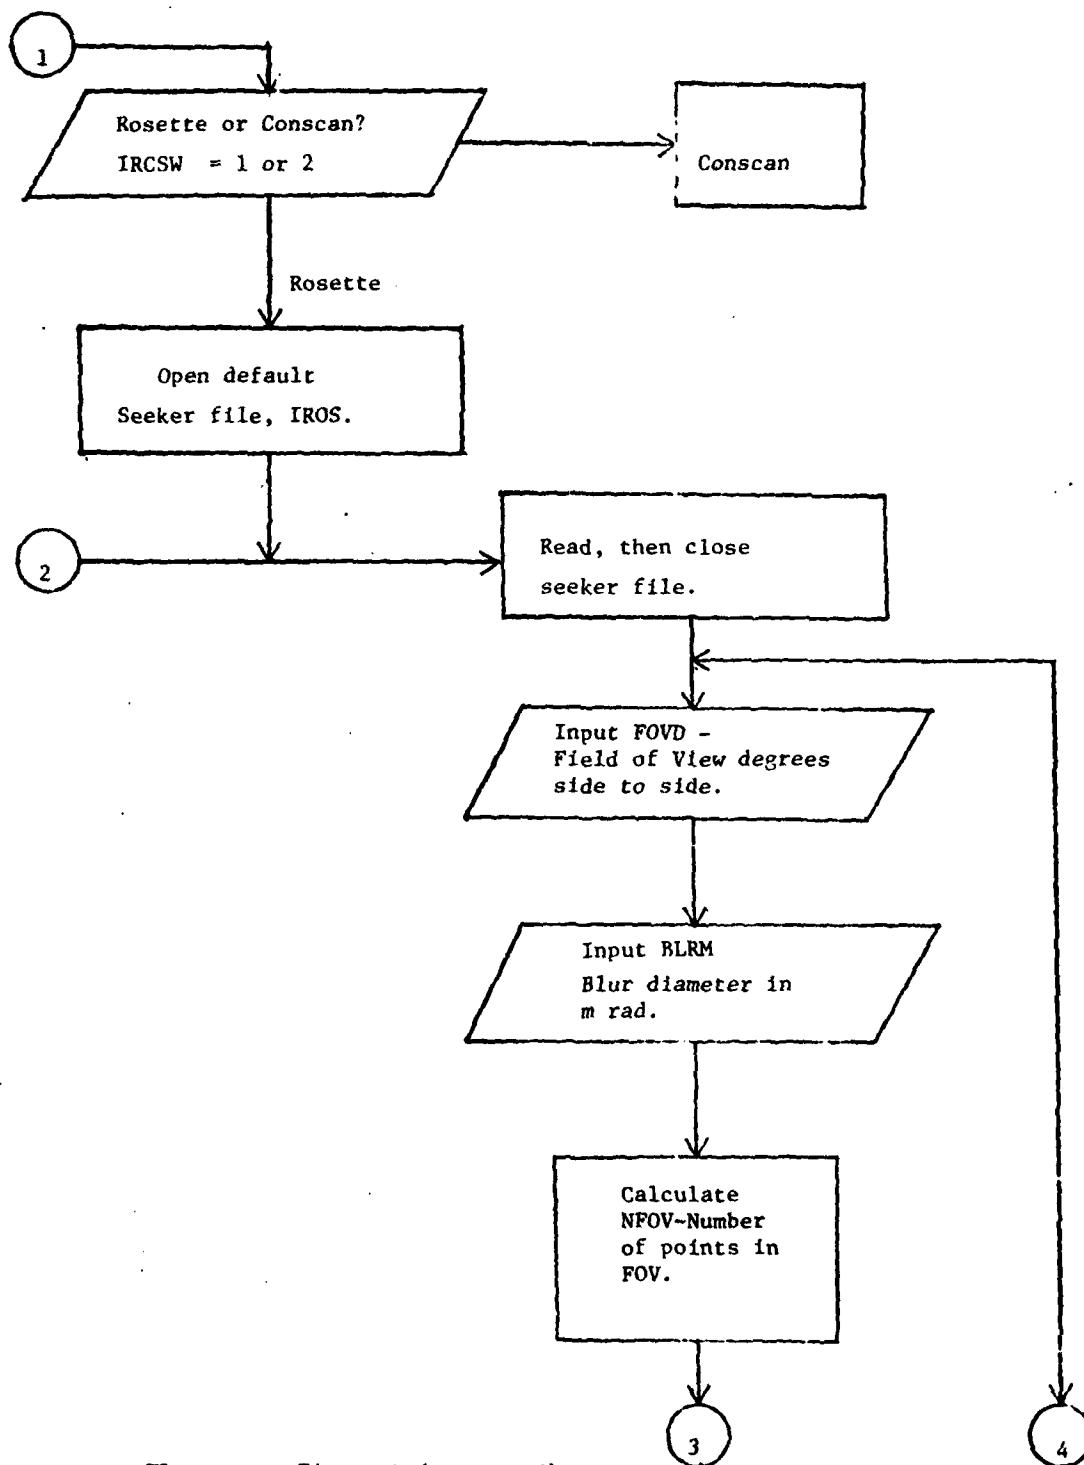 1
Rosette or Conscan?
IRCSW = 1 or 2
Conscan
Rosette
Open default
Seeker file, IROS.
2
Read, then close
seeker file.
Input FOVD -
Field of View degrees
side to side.
Input BLRM
Blur diameter in
m rad.
Calculate
NFOV~Number
of points in
FOV.
3
4